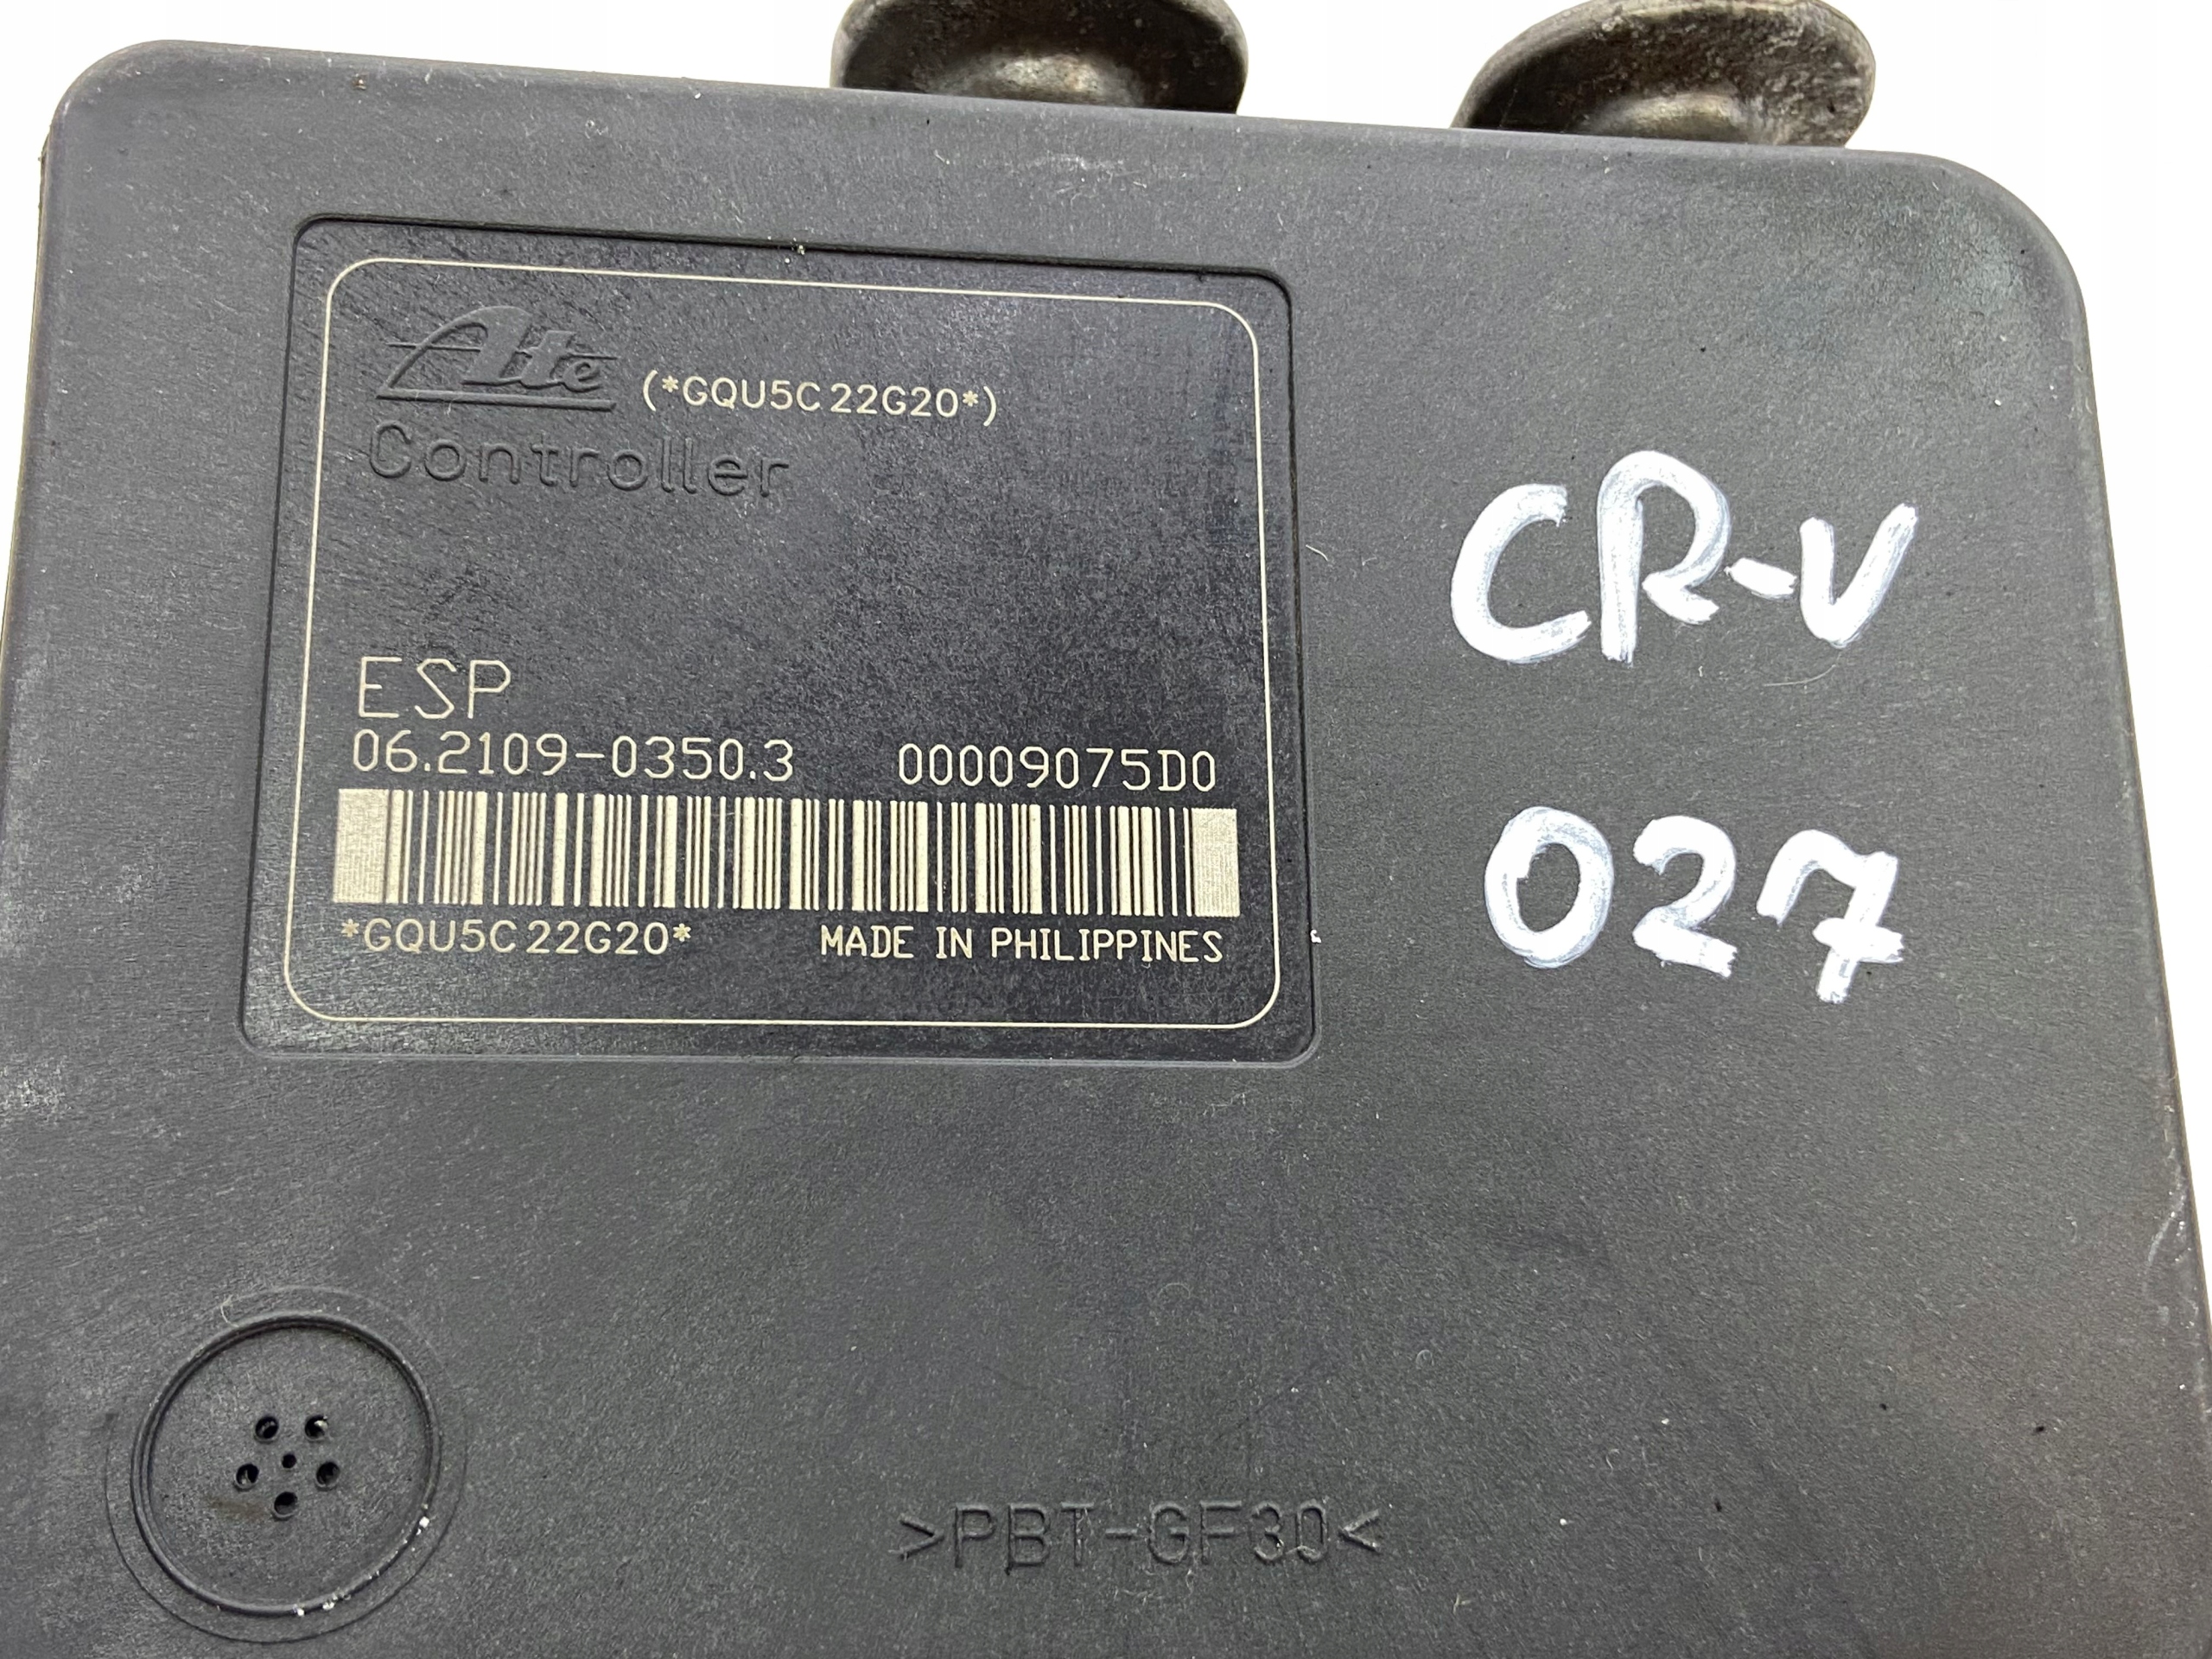 Ate (*GQU5C22G20*)
Controller
ESP
06.2109-0350.3 00009075D0
*GQU5C22G20* MADE IN PHILIPPINES
CR-V
027
>PBT-GF30<